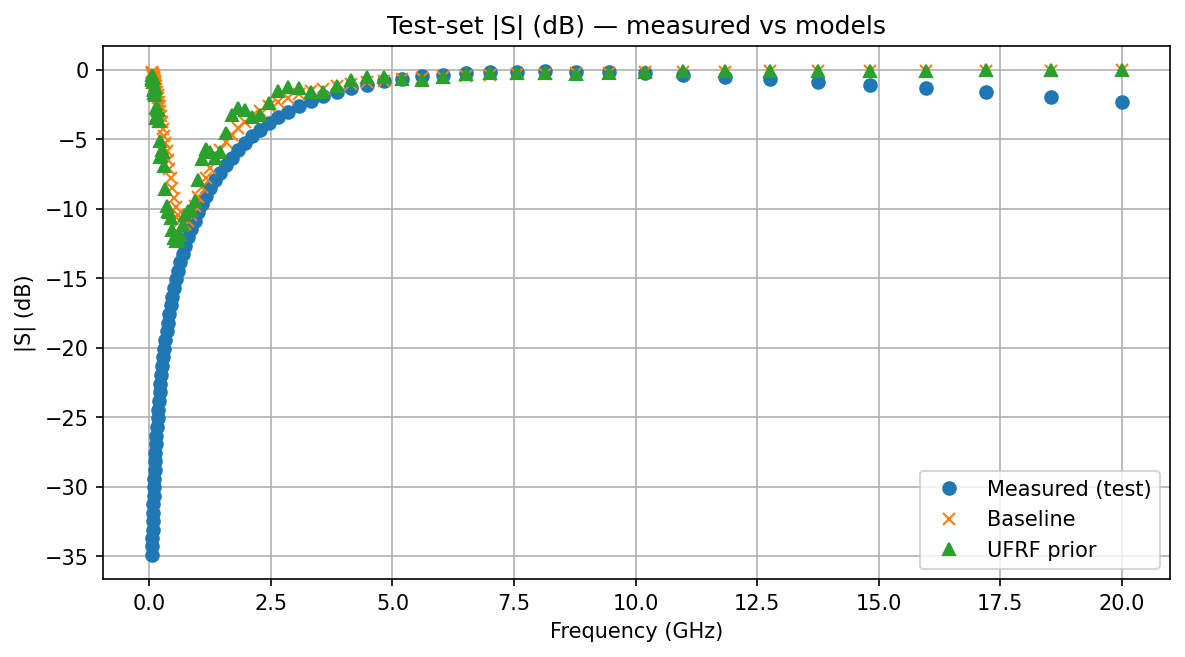 Test-set |S| (dB) — measured vs models
|S| (dB)
0
−5
−10
−15
−20
−25
−30
−35
0.0 2.5 5.0 7.5 10.0 12.5 15.0 17.5 20.0
Frequency (GHz)
Measured (test)
Baseline
UFRF prior